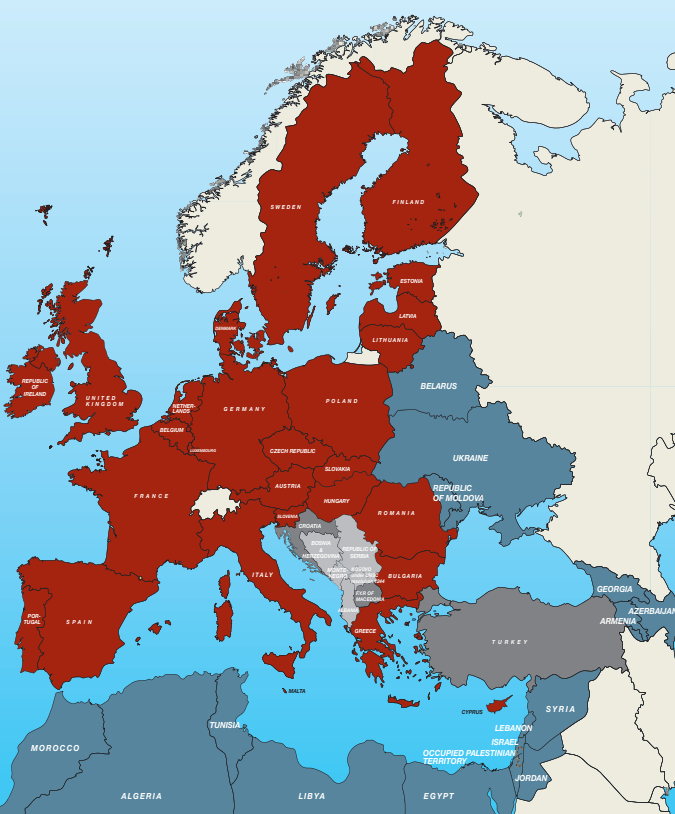 SWEDEN
FINLAND
ESTONIA
LATVIA
LITHUANIA
DENMARK
REPUBLIC
OF
IRELAND
UNITED
KINGDOM
NETHER-
LANDS
BELGIUM
LUXEMBOURG
GERMANY
POLAND
BELARUS
CZECH REPUBLIC
SLOVAKIA
UKRAINE
FRANCE
AUSTRIA
HUNGARY
REPUBLIC
OF MOLDOVA
ROMANIA
SLOVENIA
CROATIA
BOSNIA
&
HERZEGOVINA
REPUBLIC OF
SERBIA
MONTE-
NEGRO
KOSOVO
BULGARIA
F.Y.R OF
MACEDONIA
ALBANIA
ITALY
GREECE
POR-
TUGAL
SPAIN
TURKEY
GEORGIA
AZERBAIJAN
ARMENIA
MALTA
CYPRUS
SYRIA
LEBANON
ISRAEL
OCCUPIED PALESTINIAN
TERRITORY
JORDAN
MOROCCO
TUNISIA
ALGERIA
LIBYA
EGYPT